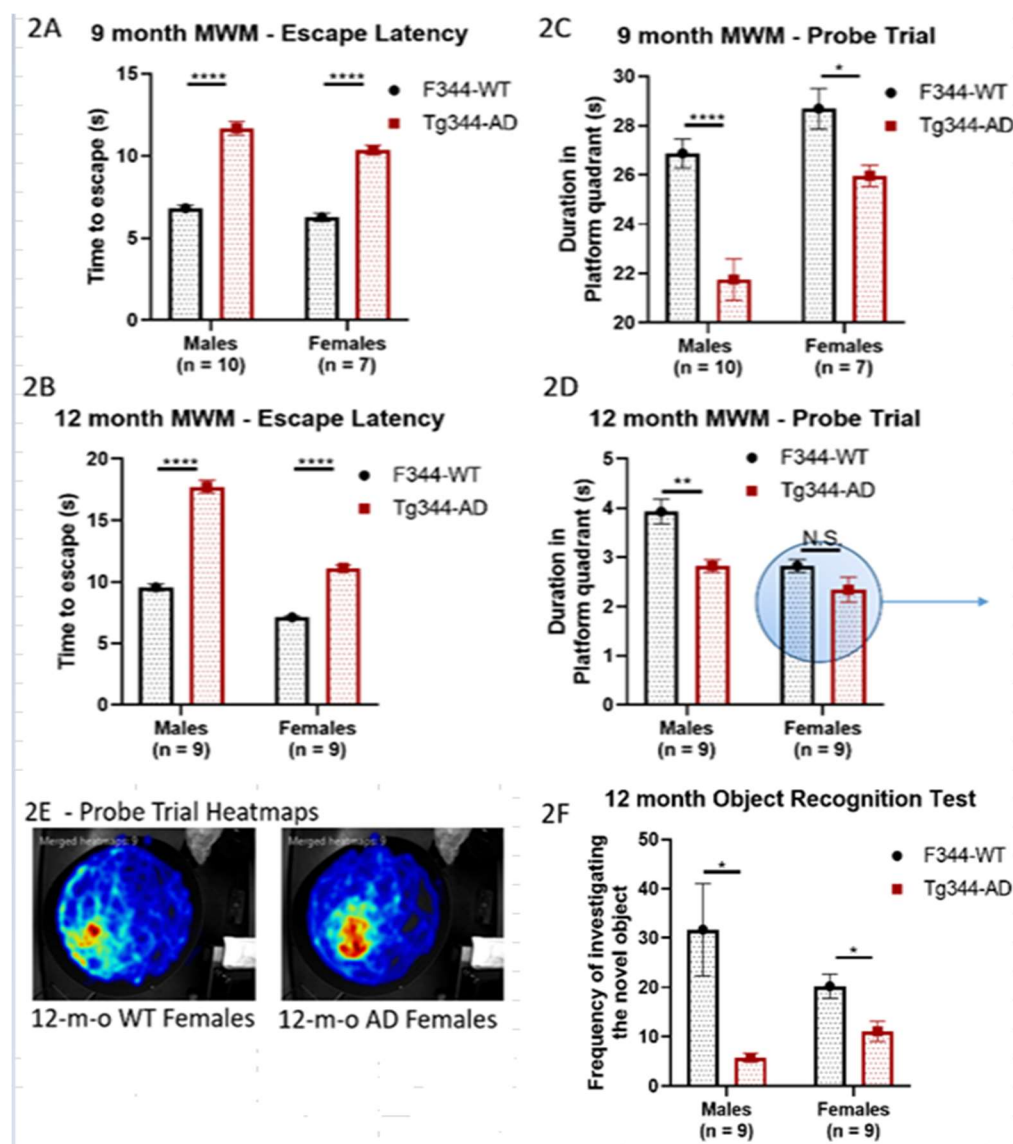 2A
9 month MWM - Escape Latency
Time to escape (s)
15
10
5
0
****
****
F344-WT
Tg344-AD
Males
(n = 10)
Females
(n = 7)
2C
9 month MWM - Probe Trial
Duration in
Platform quadrant (s)
30
28
26
24
22
20
****
*
F344-WT
Tg344-AD
Males
(n = 10)
Females
(n = 7)
2B
12 month MWM - Escape Latency
Time to escape (s)
20
15
10
5
0
****
****
F344-WT
Tg344-AD
Males
(n = 9)
Females
(n = 9)
2D
12 month MWM - Probe Trial
Duration in
Platform quadrant (s)
5
4
3
2
1
0
**
N.S.
F344-WT
Tg344-AD
Males
(n = 9)
Females
(n = 9)
2E - Probe Trial Heatmaps
Merged heatmaps: 9
Merged heatmaps: 9
12-m-o WT Females
12-m-o AD Females
2F
12 month Object Recognition Test
Frequency of investigating
the novel object
50
40
30
20
10
0
*
*
F344-WT
Tg344-AD
Males
(n = 9)
Females
(n = 9)